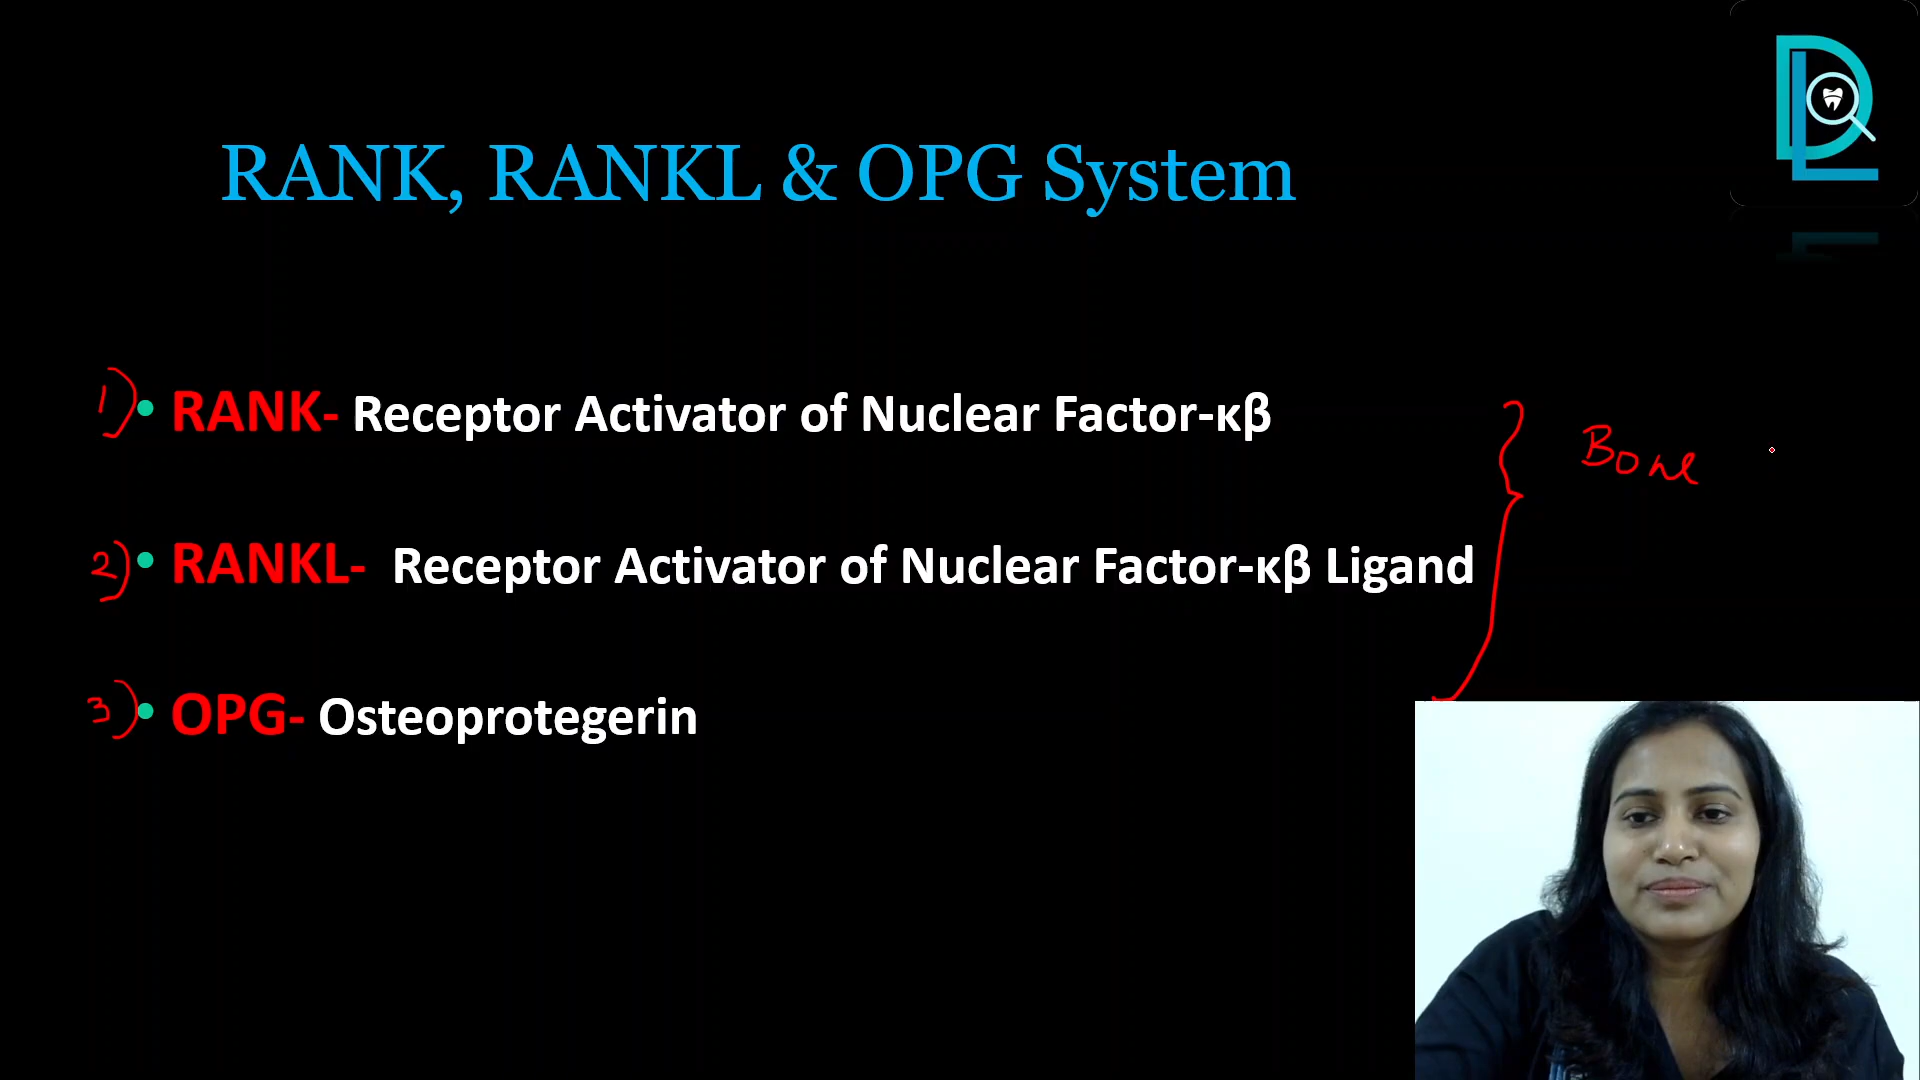 RANK, RANKL & OPG System
1) • RANK- Receptor Activator of Nuclear Factor-κβ
Bone
2) • RANKL- Receptor Activator of Nuclear Factor-κβ Ligand
3) • OPG- Osteoprotegerin
DL